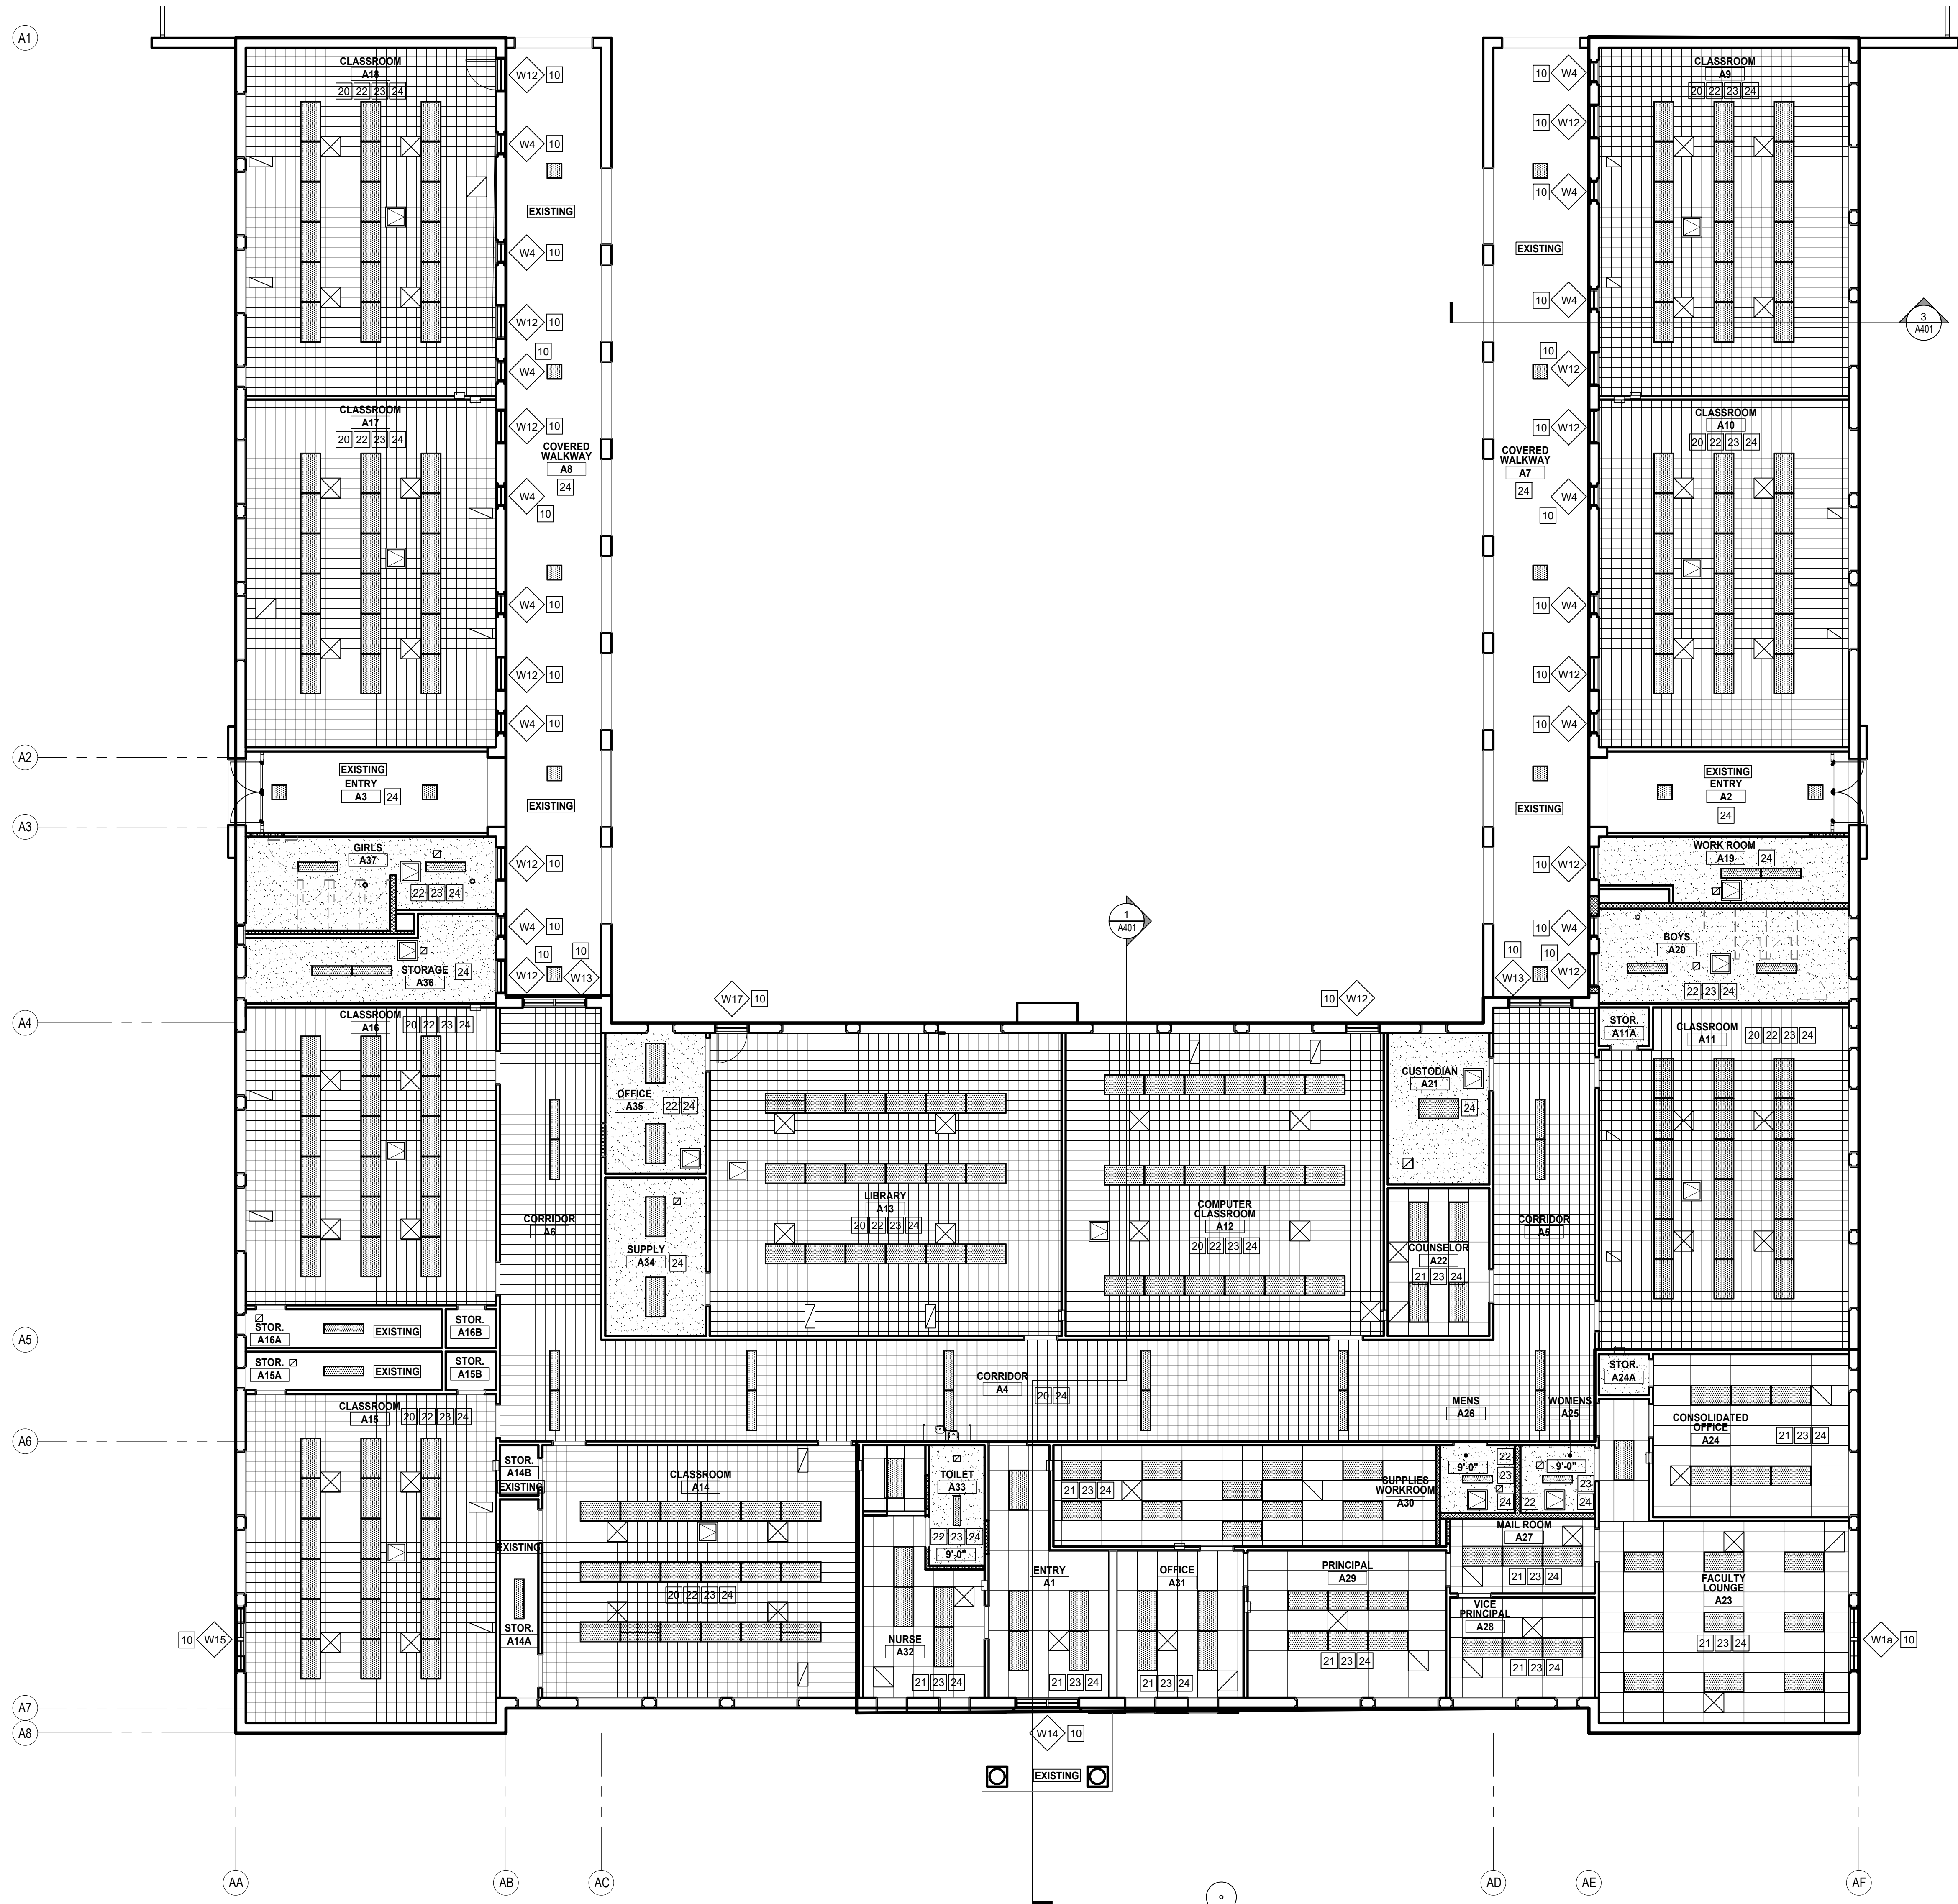 A1
CLASSROOM
A18
20 22 23 24
W12 10
10 W4
CLASSROOM
A9
20 22 23 24
10 W12
W4 10
10 W4
EXISTING
EXISTING
W4 10
10 W4
3
A401
W12 10
10
W4
10
W12
CLASSROOM
A17
20 22 23 24
W12 10
10 W12
CLASSROOM
A10
20 22 23 24
COVERED
WALKWAY
A8
24
COVERED
WALKWAY
A7
24
W4
10
W4
10
W4 10
10 W4
W12 10
10 W12
W4 10
10 W4
A2
EXISTING
ENTRY
A3 24
EXISTING
ENTRY
A2
24
EXISTING
EXISTING
A3
GIRLS
A37
22 23 24
W12 10
10 W12
WORK ROOM
A19 24
1
A401
W4 10
10 W4
BOYS
A20
22 23 24
STORAGE
A36 24
10 10
W12 W13
10 10
W13 W12
W17 10
10 W12
A4
CLASSROOM
A16 20 22 23 24
STOR.
A11A
CLASSROOM
A11 20 22 23 24
OFFICE
A35 22 24
CUSTODIAN
A21
24
LIBRARY
A13
20 22 23 24
COMPUTER
CLASSROOM
A12
20 22 23 24
CORRIDOR
A6
CORRIDOR
A5
SUPPLY
A34 24
COUNSELOR
A22
21 23 24
A5
STOR.
A16A
EXISTING
STOR.
A16B
STOR.
A15A
EXISTING
STOR.
A15B
CORRIDOR
A4
20 24
STOR.
A24A
CLASSROOM
A15 20 22 23 24
MENS
A26
WOMENS
A25
CONSOLIDATED
OFFICE
A24
21 23 24
A6
STOR.
A14B
EXISTING
CLASSROOM
A14
20 22 23 24
TOILET
A33
22 23 24
9'-0"
21 23 24
SUPPLIES
WORKROOM
A30
9'-0"
22
23
24
9'-0"
23
22 24
EXISTING
MAIL ROOM
A27
21 23 24
ENTRY
A1
21 23 24
OFFICE
A31
21 23 24
PRINCIPAL
A29
21 23 24
FACULTY
LOUNGE
A23
21 23 24
VICE
PRINCIPAL
A28
21 23 24
STOR.
A14A
NURSE
A32
21 23 24
10 W15
W1a 10
A7
A8
W14 10
EXISTING
AA
AB
AC
AD
AE
AF